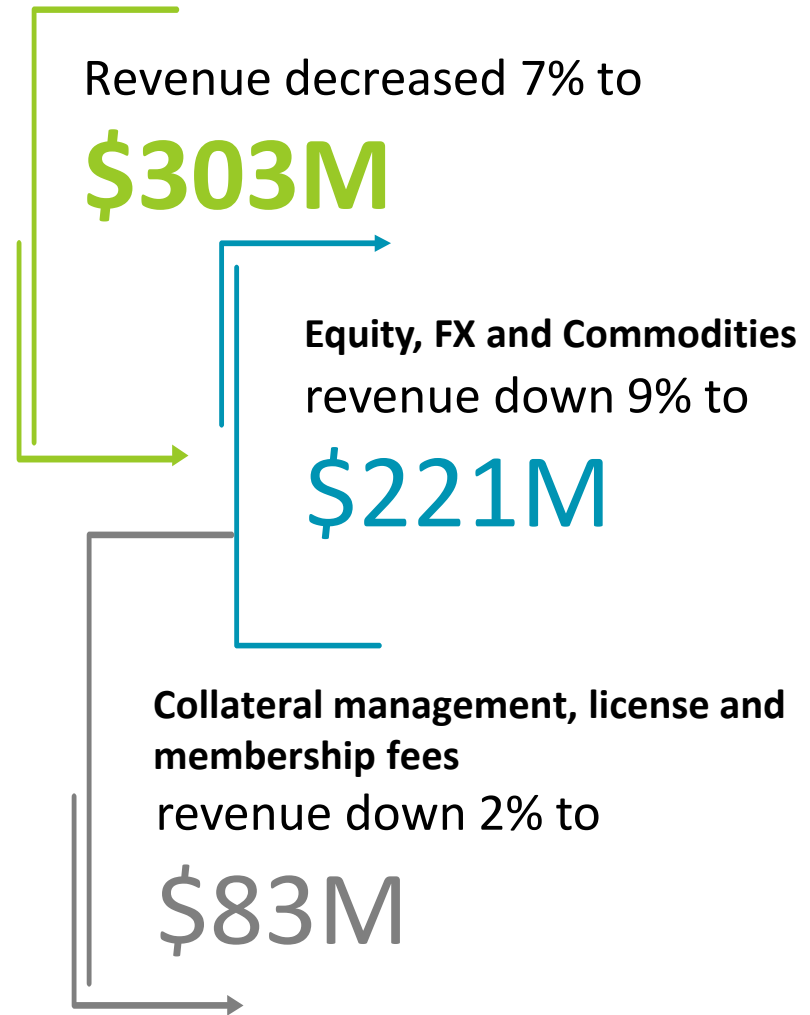 Revenue decreased 7% to
$303M
Equity, FX and Commodities
revenue down 9% to
$221M
Collateral management, license and
membership fees
revenue down 2% to
$83M